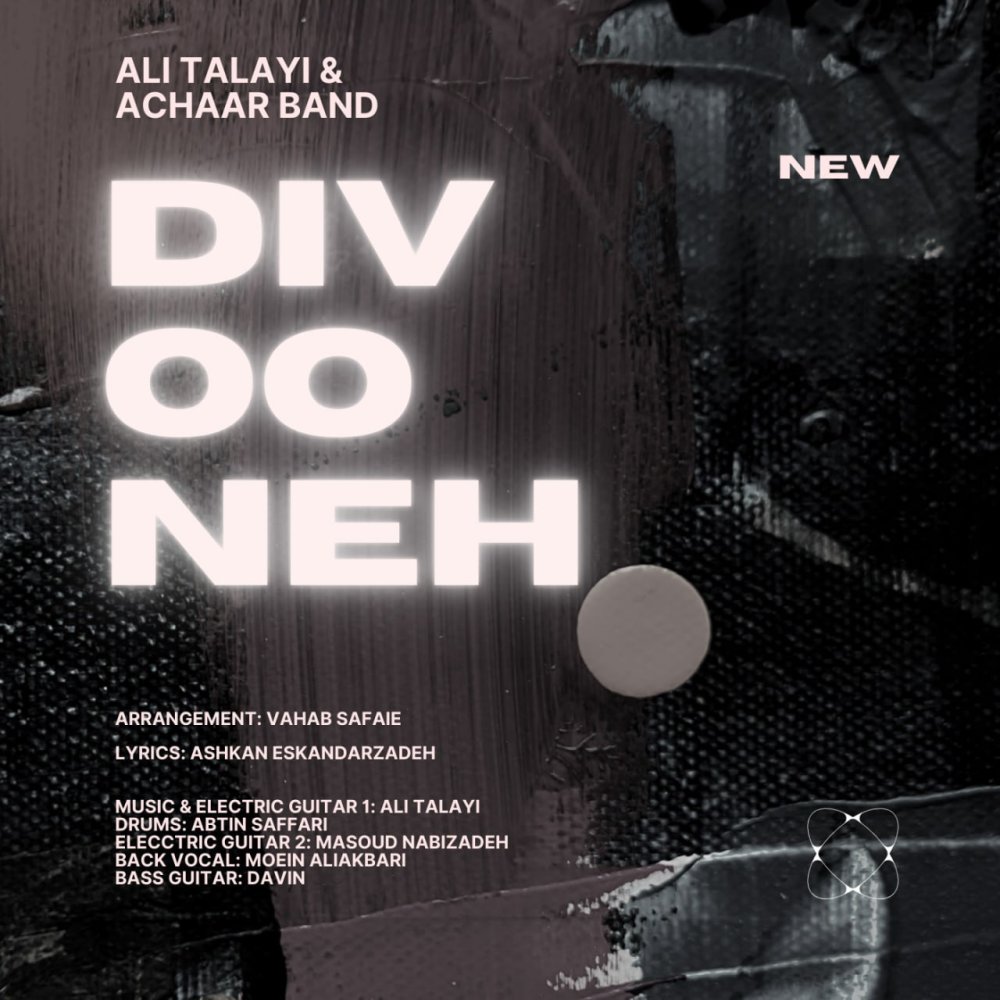 ALI TALAYI &
ACHAAR BAND
NEW
DIV
OO
NEH
ARRANGEMENT: VAHAB SAFAIE
LYRICS: ASHKAN ESKANDARZADEH
MUSIC & ELECTRIC GUITAR 1: ALI TALAYI
DRUMS: ABTIN SAFFARI
ELECCTRIC GUITAR 2: MASOUD NABIZADEH
BACK VOCAL: MOEIN ALIAKBARI
BASS GUITAR: DAVIN